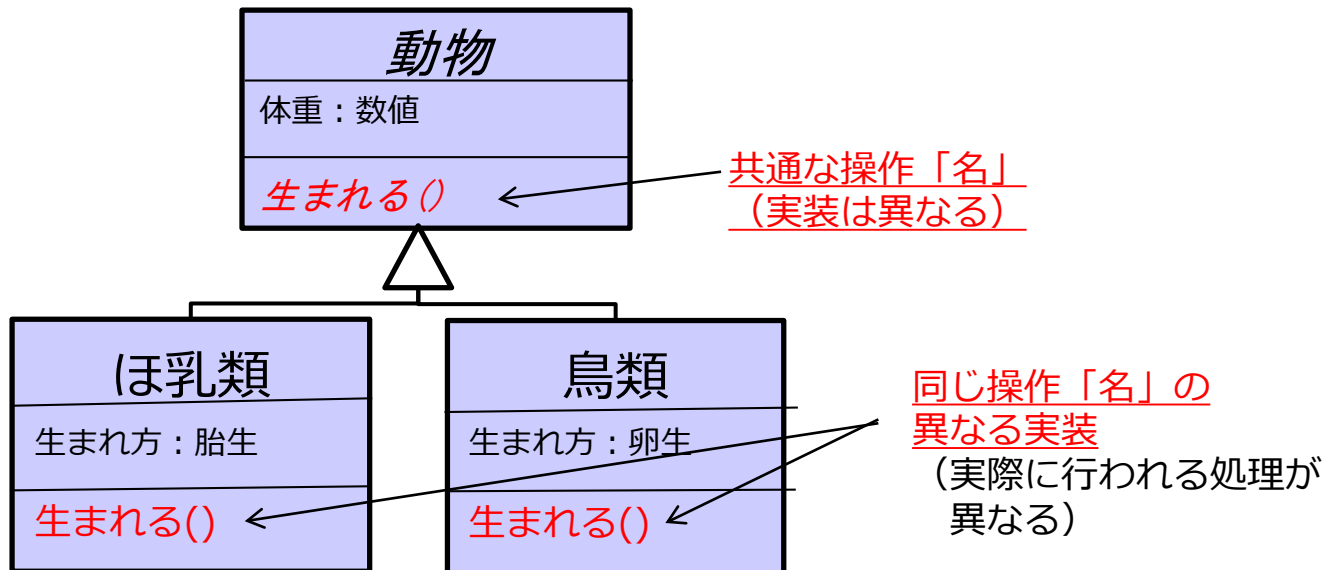 動物
体重：数値
生まれる()
共通な操作「名」
（実装は異なる）
ほ乳類
生まれ方：胎生
生まれる()
鳥類
生まれ方：卵生
生まれる()
同じ操作「名」の
異なる実装
（実際に行われる処理が
異なる）